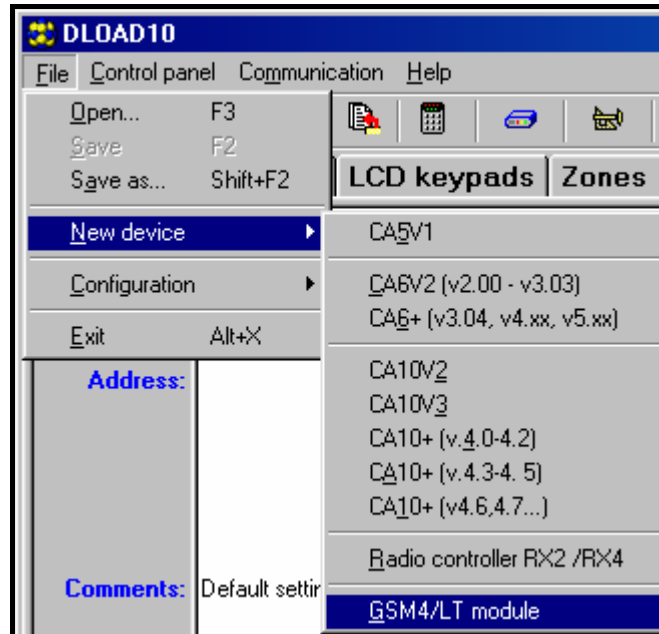 DLOAD10
File Control panel Communication Help
Open... F3
Save F2
Save as... Shift+F2
New device
Configuration
Exit Alt+X
LCD keypads Zones
CA5V1
CA6V2 (v2.00 - v3.03)
CA6+ (v3.04, v4.xx, v5.xx)
CA10V2
CA10V3
CA10+ (v.4.0-4.2)
CA10+ (v.4.3-4. 5)
CA10+ (v4.6,4.7...)
Radio controller RX2 /RX4
GSM4/LT module
Address:
Comments: Default settin